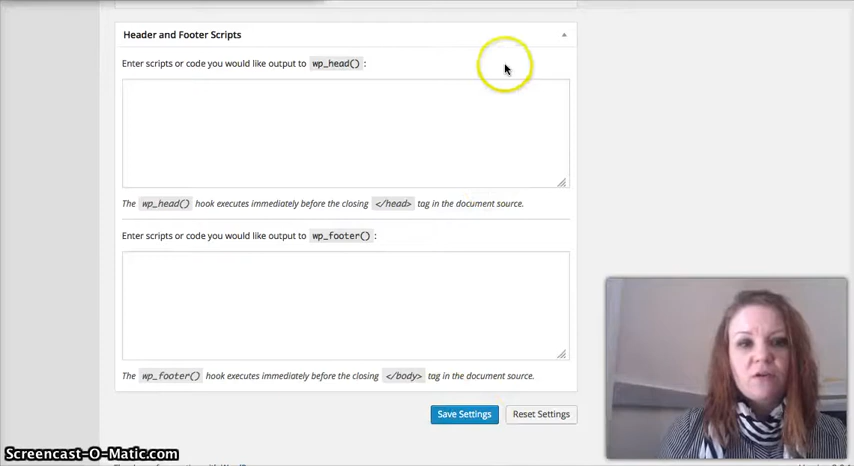 Header and Footer Scripts
Enter scripts or code you would like output to wp_head() :
The wp_head() hook executes immediately before the closing </head> tag in the document source.
Enter scripts or code you would like output to wp_footer() :
The wp_footer() hook executes immediately before the closing </body> tag in the document source.
Save Settings Reset Settings
Screencast-O-Matic.com